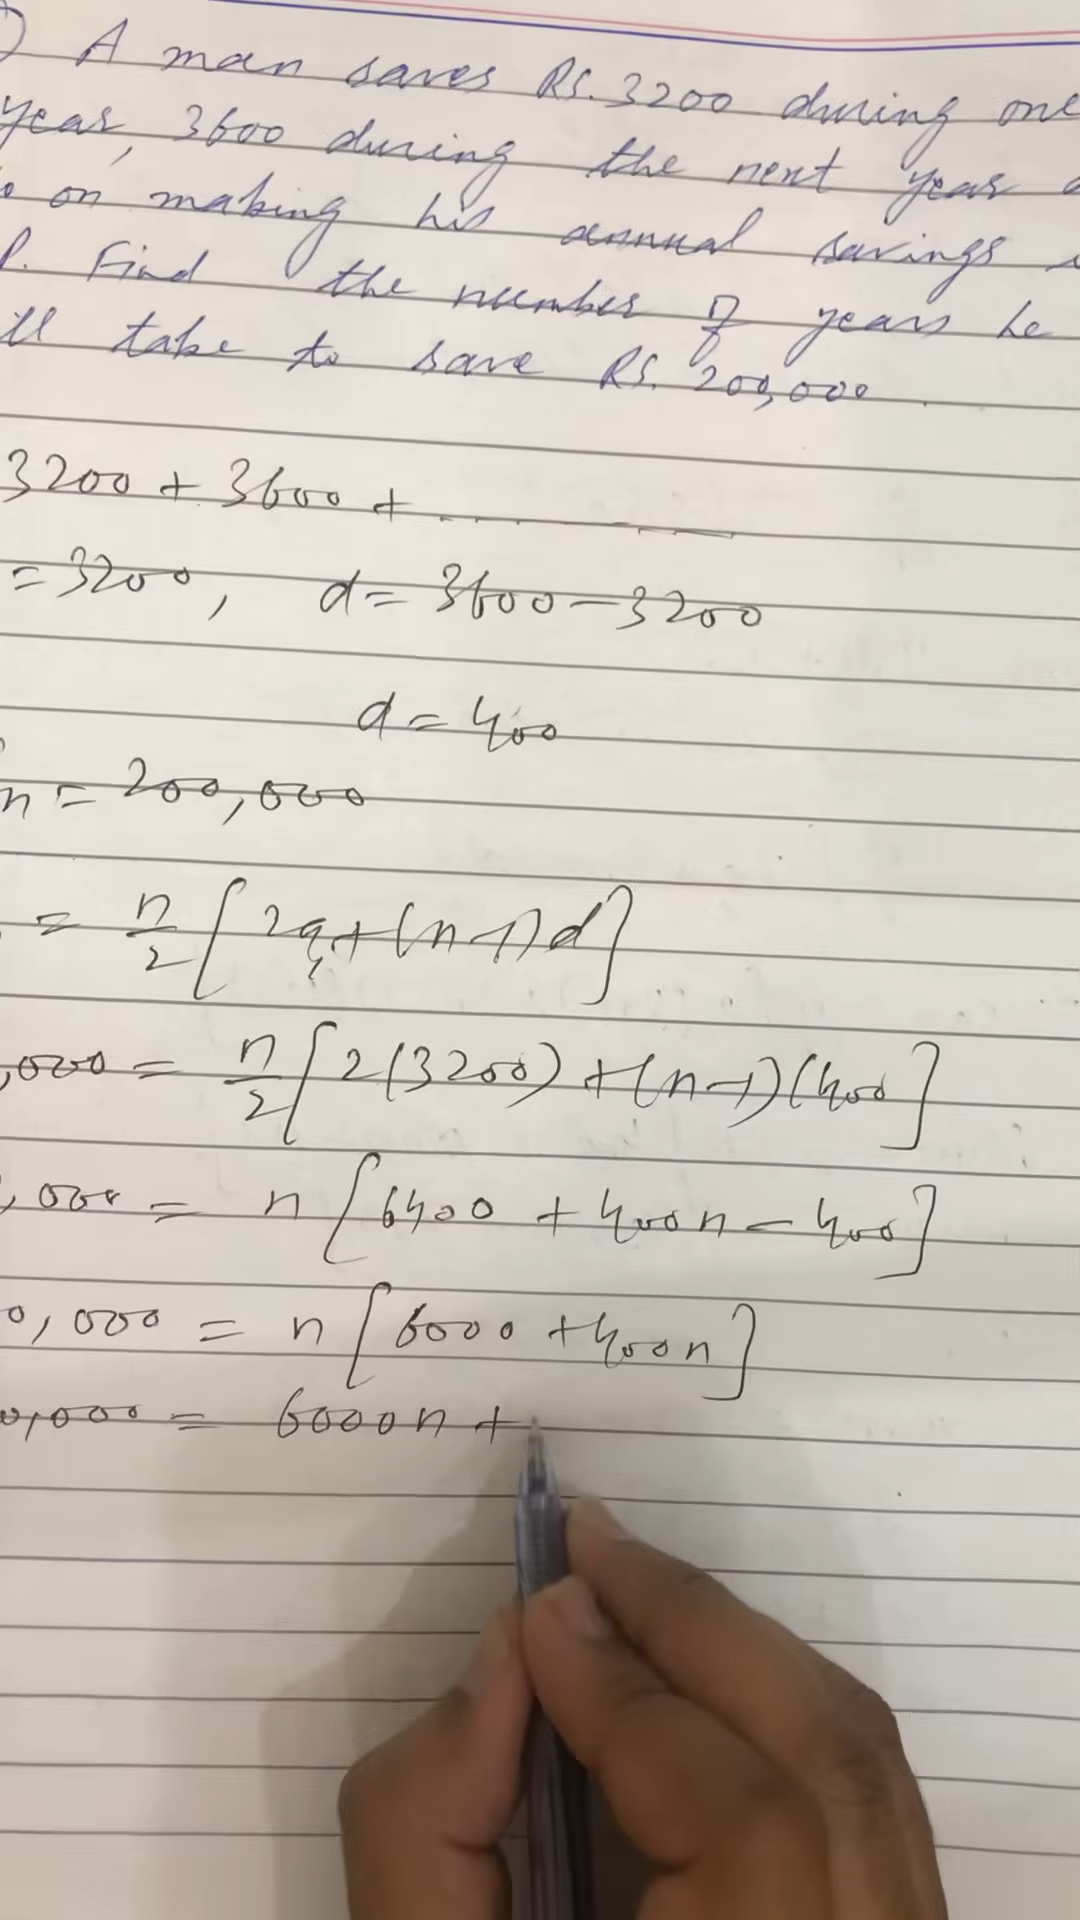 ) A man saves Rs. 3200 during one
year, 3600 during the next year
on making his annual savings
P. Find the number of years he
ill take to save Rs. 200,000
3200 + 3600 + ......
= 3200, d = 3600 - 3200
d = 400
n = 200,000
= n/2 [2a, + (n-1)d]
,000 = n/2 [2(3200) + (n-1)(400]
,000 = n [6400 + 400n - 400]
0,000 = n [6000 + 400n]
0,000 = 6000n +